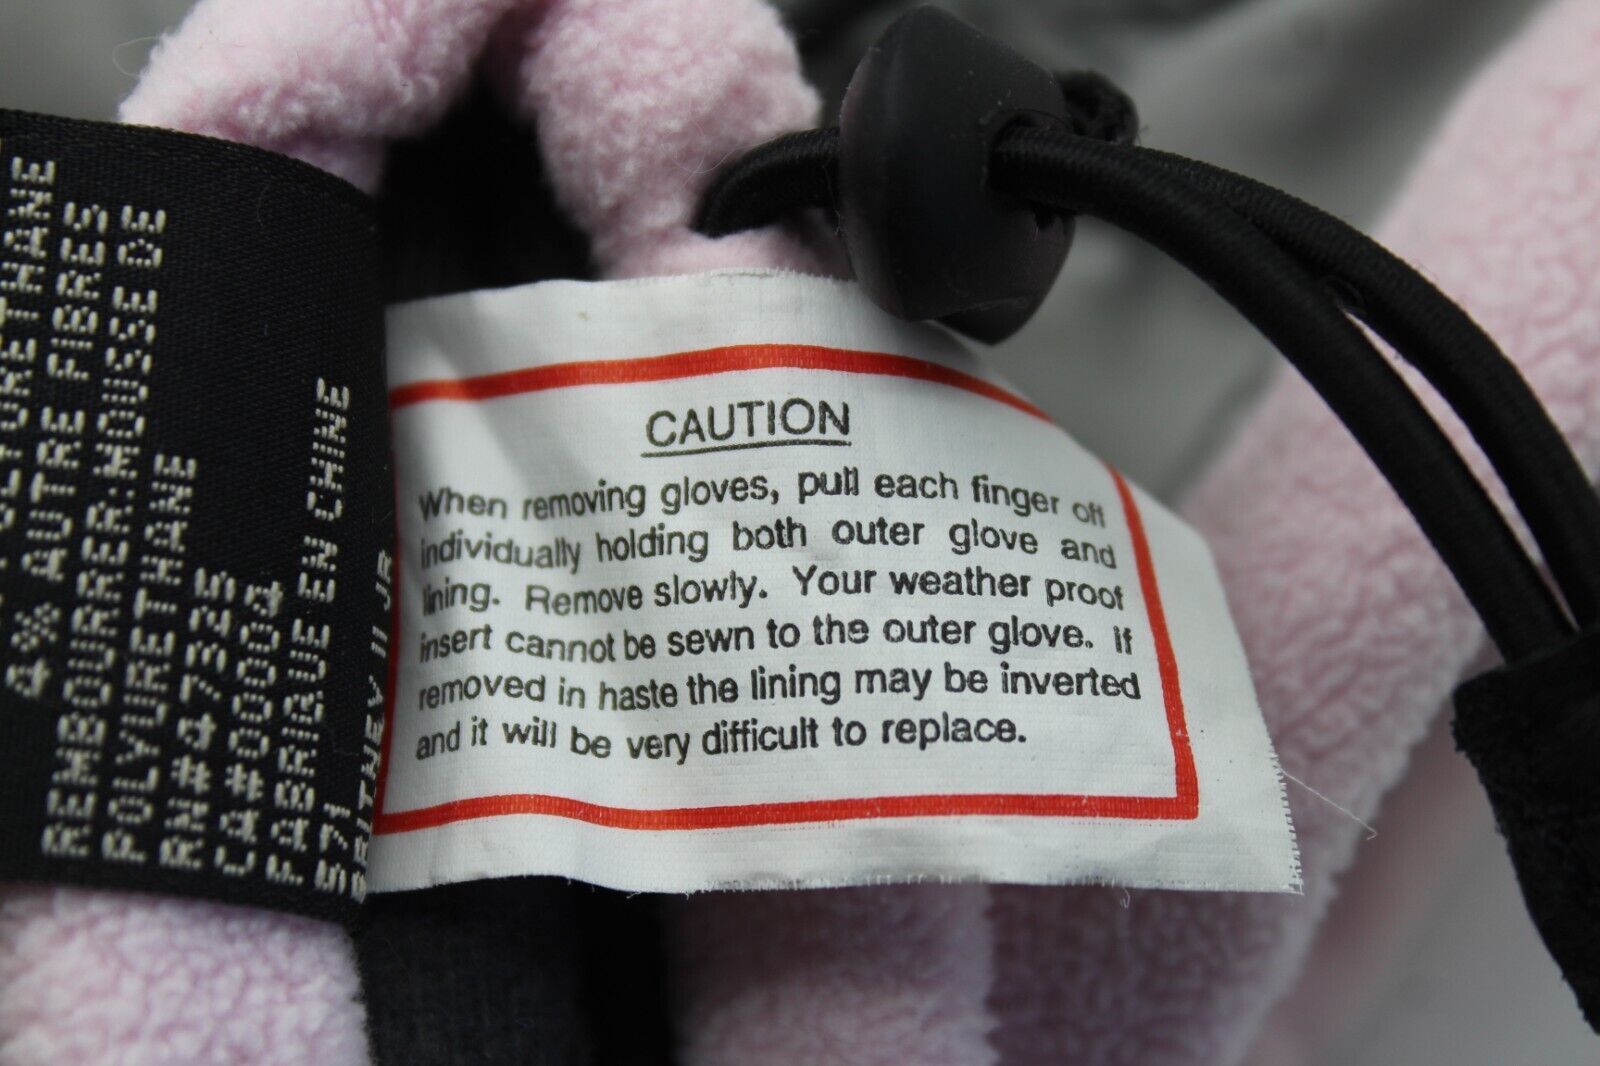 4% AUTRE FIBRES
REMBOURRER.MOUSSE DE
POLYURETHANE
RN#47325
CA#00004
FABRIQUE EN CHINE
571
BRITNEY II JR
CAUTION
When removing gloves, pull each finger off
individually holding both outer glove and
lining. Remove slowly. Your weather proof
insert cannot be sewn to the outer glove. If
removed in haste the lining may be inverted
and it will be very difficult to replace.